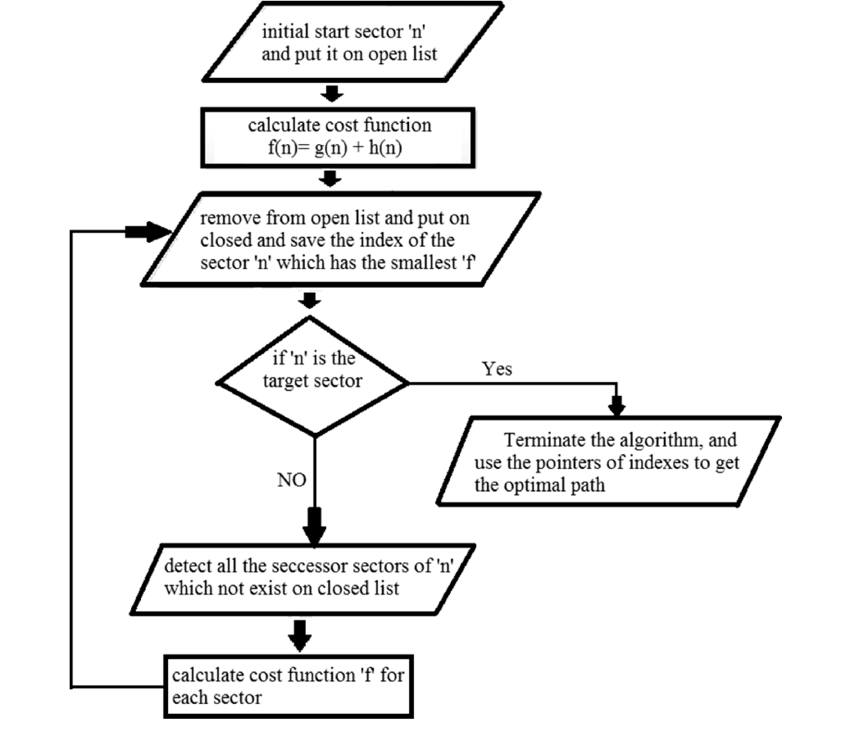 initial start sector 'n'
and put it on open list
calculate cost function
f(n)= g(n) + h(n)
remove from open list and put on
closed and save the index of the
sector 'n' which has the smallest 'f'
if 'n' is the
target sector
Yes
Terminate the algorithm, and
use the pointers of indexes to get
the optimal path
NO
detect all the seccessor sectors of 'n'
which not exist on closed list
calculate cost function 'f' for
each sector